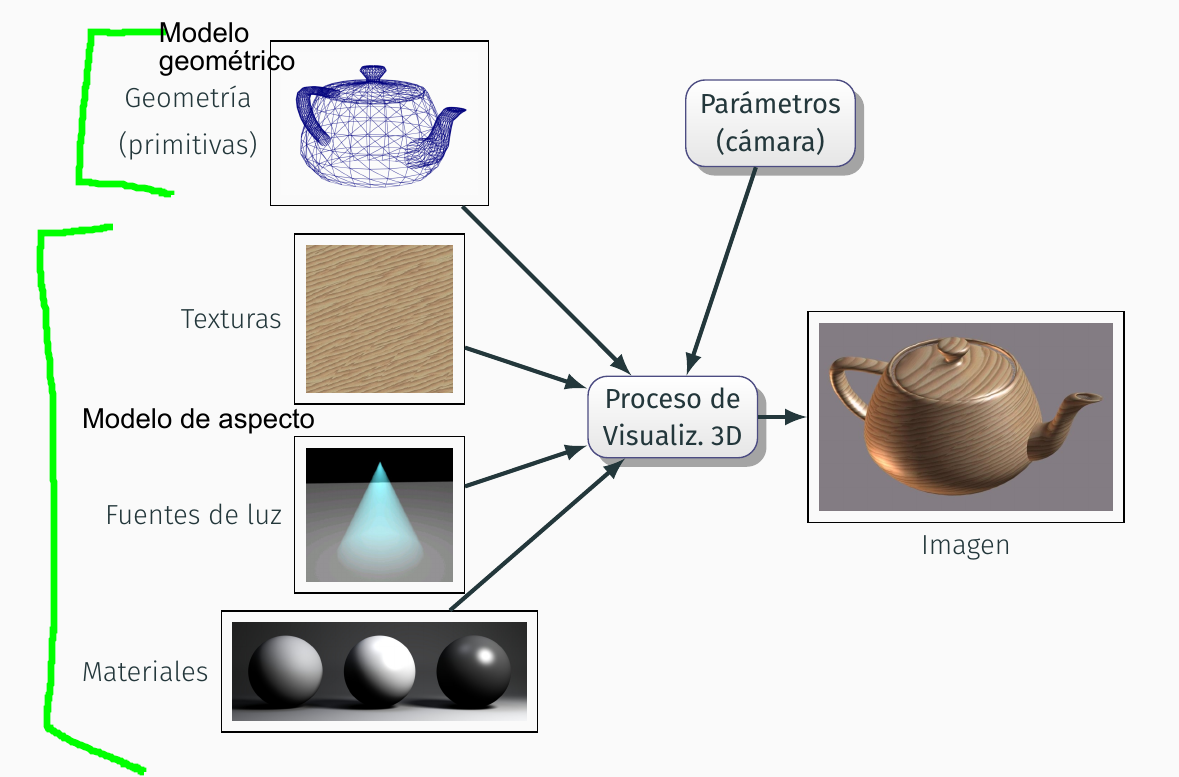 Modelo
geométrico
Geometría
(primitivas)
Parámetros
(cámara)
Texturas
Modelo de aspecto
Proceso de
Visualiz. 3D
Fuentes de luz
Imagen
Materiales